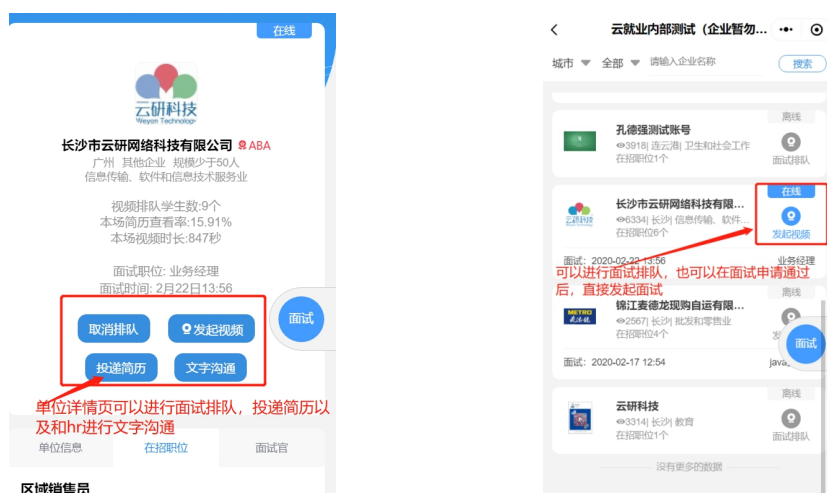 在线
云研科技
Weyan Technology
长沙市云研网络科技有限公司 ABA
广州 其他企业 规模少于50人
信息传输、软件和信息技术服务业
视频排队学生数:9个
本场简历查看率:15.91%
本场视频时长:847秒
面试职位: 业务经理
面试时间: 2月22日13:56
取消排队 发起视频
面试
投递简历 文字沟通
单位详情页可以进行面试排队，投递简历以
及和hr进行文字沟通
单位信息 在招职位 面试官
区域销售员
云就业内部测试（企业暂勿...
城市 全部 请输入企业名称 搜索
离线
孔德强测试账号
3918| 连云港| 卫生和社会工作
在招职位1个
面试排队
在线
长沙市云研网络科技有限...
云研科技
6334| 长沙| 信息传输、软件...
在招职位6个
发起视频
面试：2020-02-22 13:56 业务经理
可以进行面试排队，也可以在面试申请通过
后，直接发起面试
离线
锦江麦德龙现购自运有限...
METRO
麦德龙
2567| 长沙| 批发和零售业
在招职位4个
面试
面试：2020-02-17 12:54 java
离线
云研科技
3314| 长沙| 教育
在招职位1个
面试排队
没有更多的数据